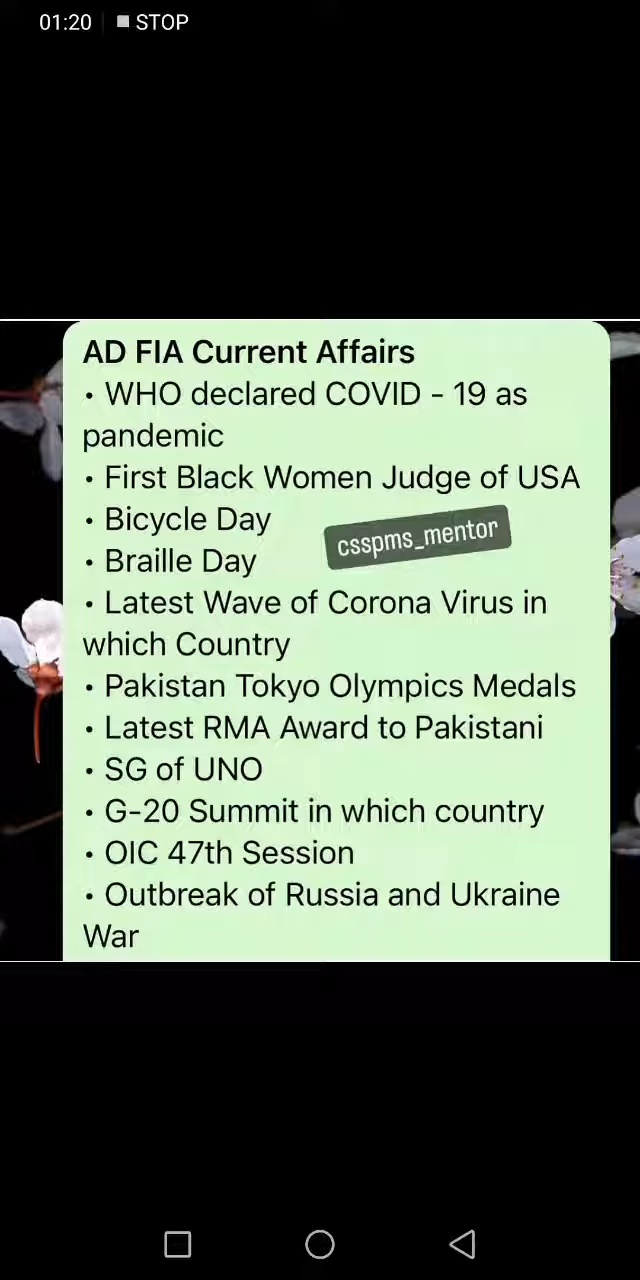 01:20 STOP
AD FIA Current Affairs
• WHO declared COVID - 19 as
pandemic
• First Black Women Judge of USA
• Bicycle Day
csspms_mentor
• Braille Day
• Latest Wave of Corona Virus in
which Country
• Pakistan Tokyo Olympics Medals
• Latest RMA Award to Pakistani
• SG of UNO
• G-20 Summit in which country
• OIC 47th Session
• Outbreak of Russia and Ukraine
War